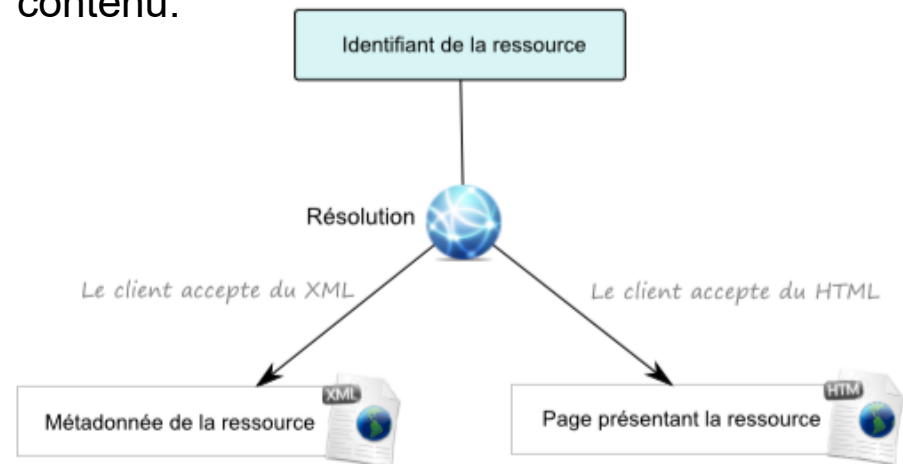 contenu.
Identifiant de la ressource
Résolution
Le client accepte du XML
Le client accepte du HTML
XML
Métadonnée de la ressource
HTM
Page présentant la ressource